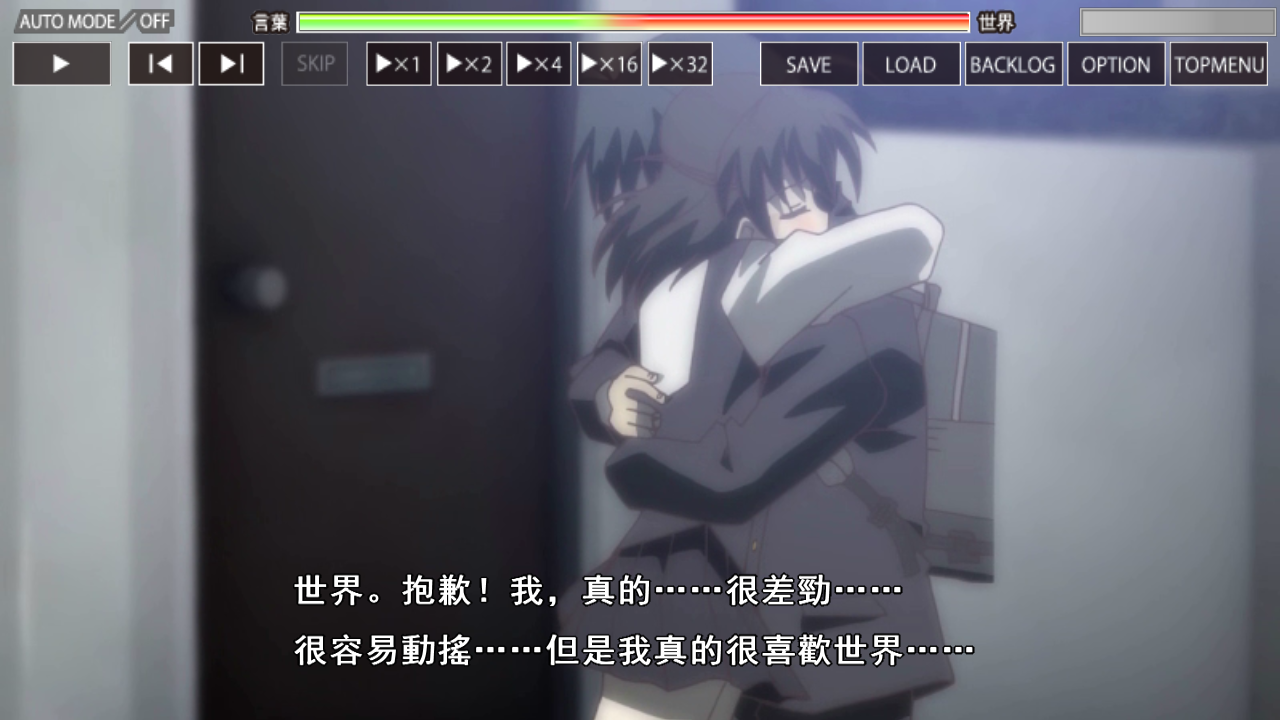 AUTO MODE/OFF 言葉 世界
SKIP ▶×1 ▶×2 ▶×4 ▶×16 ▶×32 SAVE LOAD BACKLOG OPTION TOPMENU
世界。抱歉！我，真的……很差勁……
很容易動搖……但是我真的很喜歡世界……